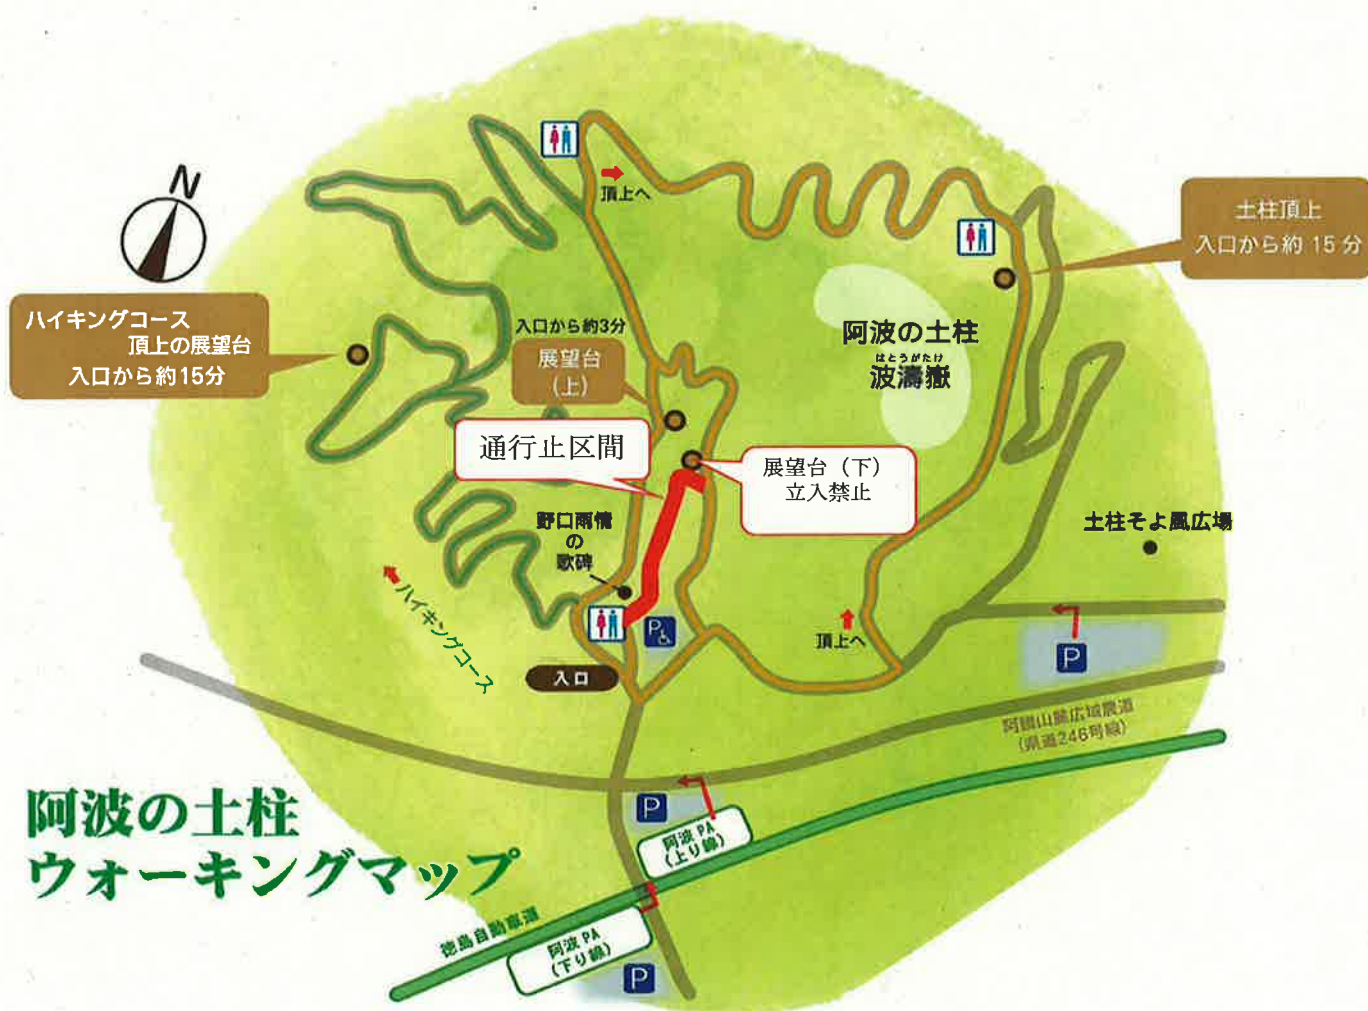 N
頂上へ
土柱頂上
入口から約 15 分
ハイキングコース
頂上の展望台
入口から約15分
入口から約3分
展望台
(上)
阿波の土柱
はとうがたけ
波濤嶽
通行止区間
展望台（下）
立入禁止
野口雨情
の
歌碑
土柱そよ風広場
ハイキングコース
P
頂上へ
P
入口
阿讃山麓広域農道
(県道246号線)
阿波の土柱
ウォーキングマップ
P
阿波 PA
(上り線)
徳島自動車道
阿波 PA
(下り線)
P